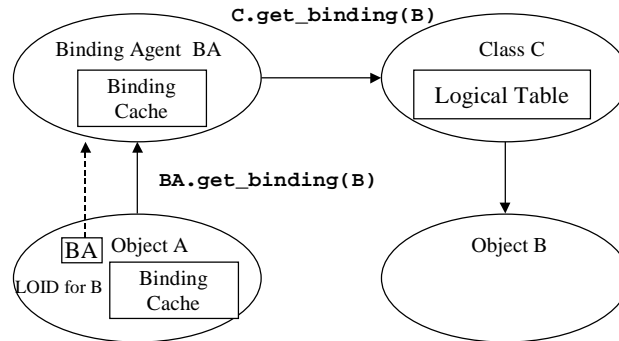 C.get_binding(B)
Binding Agent BA
Binding
Cache
Class C
Logical Table
BA.get_binding(B)
BA
Object A
LOID for B
Binding
Cache
Object B